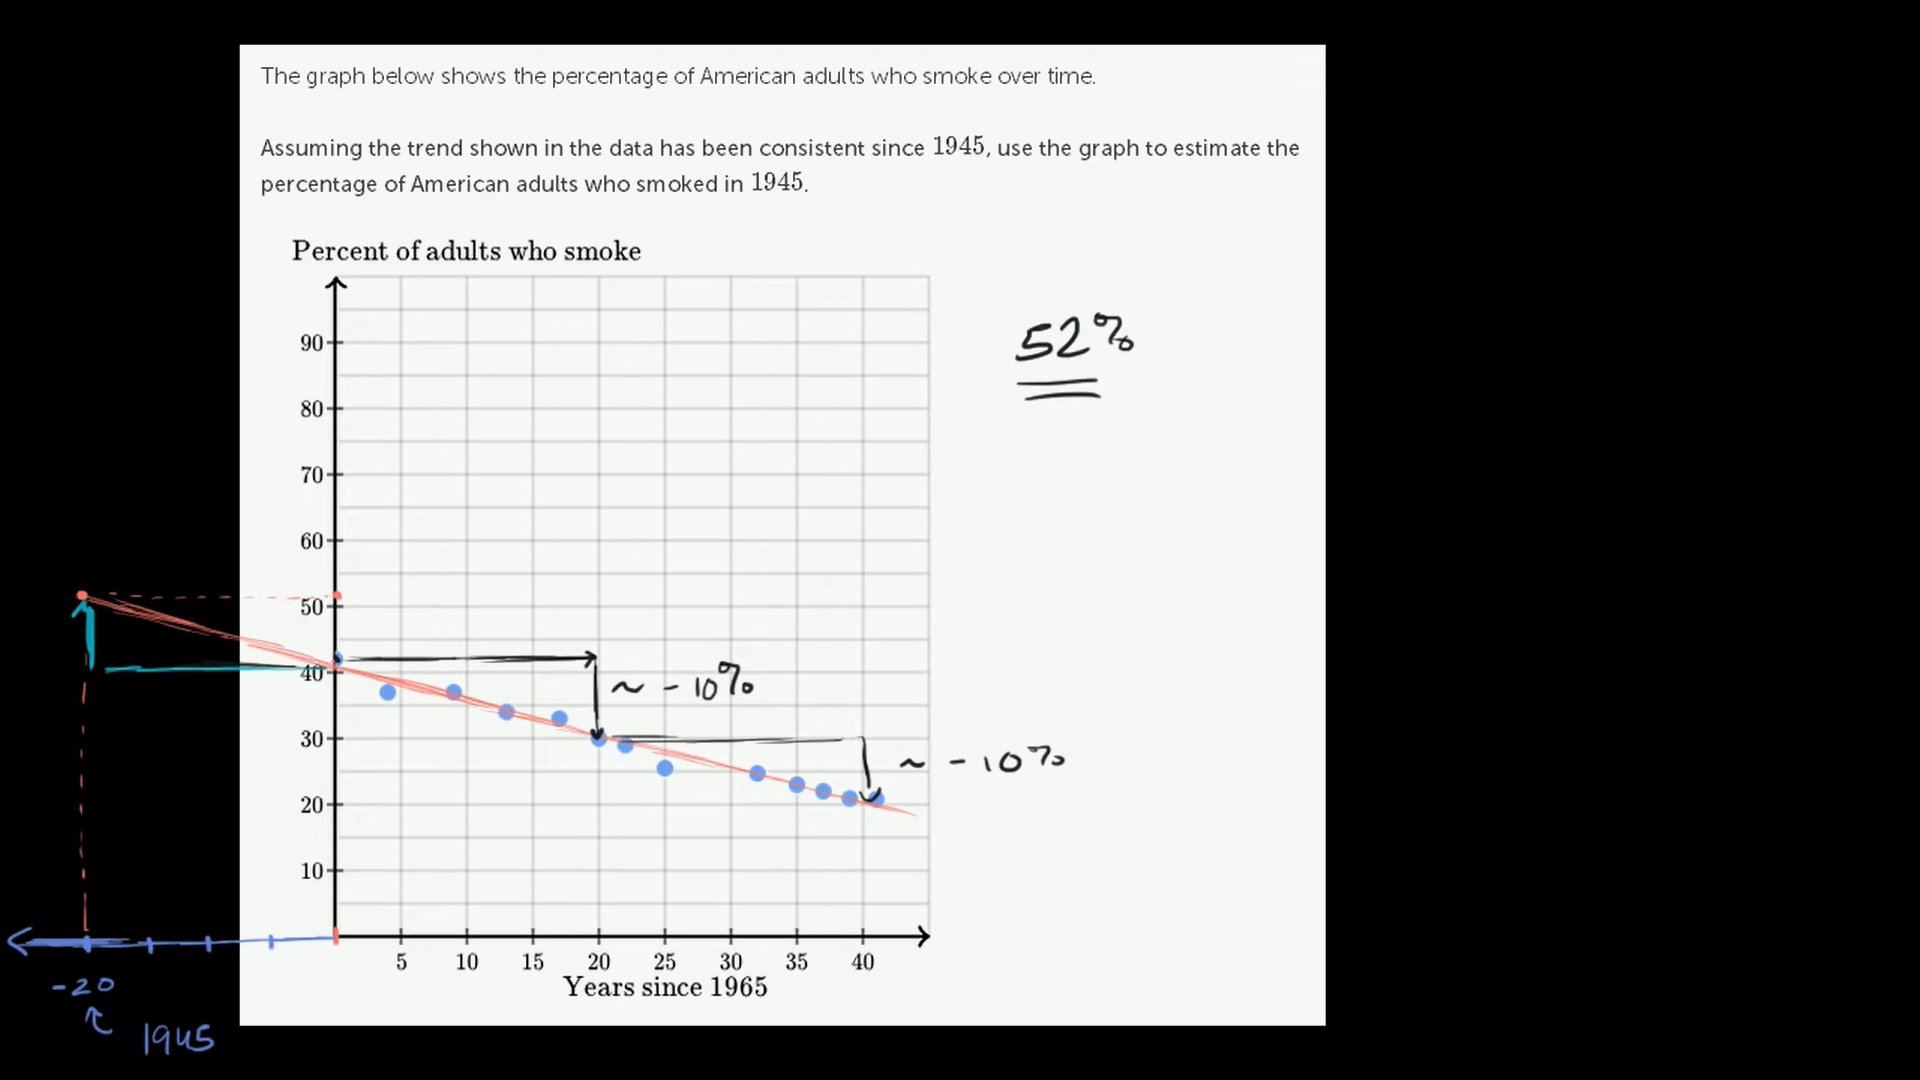 The graph below shows the percentage of American adults who smoke over time.
Assuming the trend shown in the data has been consistent since 1945, use the graph to estimate the
percentage of American adults who smoked in 1945.
Percent of adults who smoke
52%
90
80
70
60
50
40
~ - 10%
30
~ - 10%
20
10
5 10 15 20 25 30 35 40
Years since 1965
-20
1945